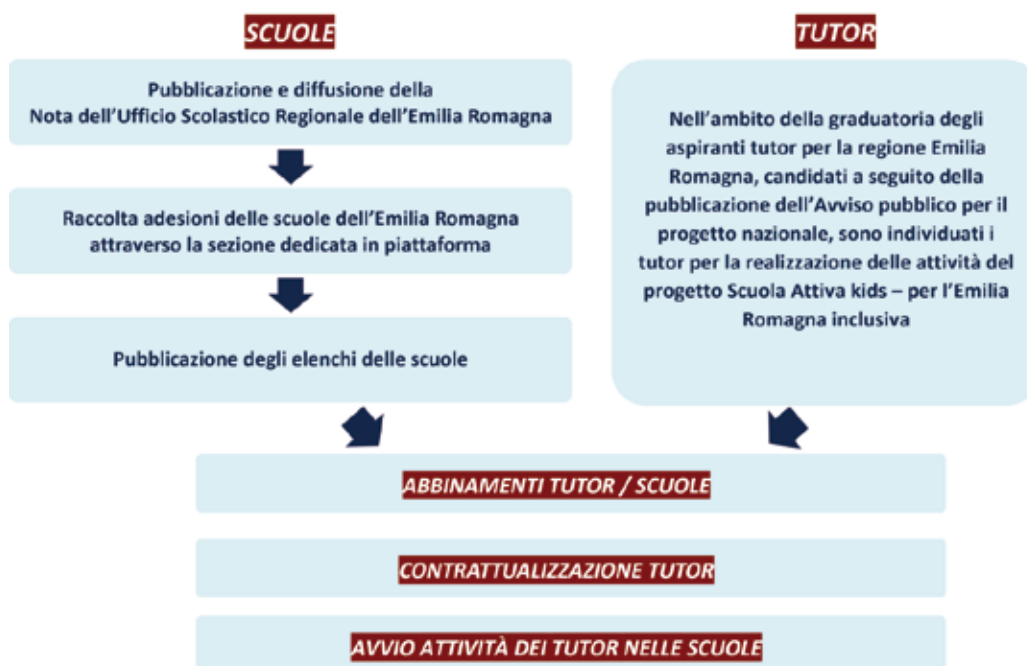 SCUOLE
Pubblicazione e diffusione della
Nota dell'Ufficio Scolastico Regionale dell'Emilia Romagna
Raccolta adesioni delle scuole dell'Emilia Romagna
attraverso la sezione dedicata in piattaforma
Pubblicazione degli elenchi delle scuole
TUTOR
Nell'ambito della graduatoria degli
aspiranti tutor per la regione Emilia
Romagna, candidati a seguito della
pubblicazione dell'Avviso pubblico per il
progetto nazionale, sono individuati i
tutor per la realizzazione delle attività del
progetto Scuola Attiva kids – per l'Emilia
Romagna inclusiva
ABBINAMENTI TUTOR / SCUOLE
CONTRATTUALIZZAZIONE TUTOR
AVVIO ATTIVITÀ DEI TUTOR NELLE SCUOLE